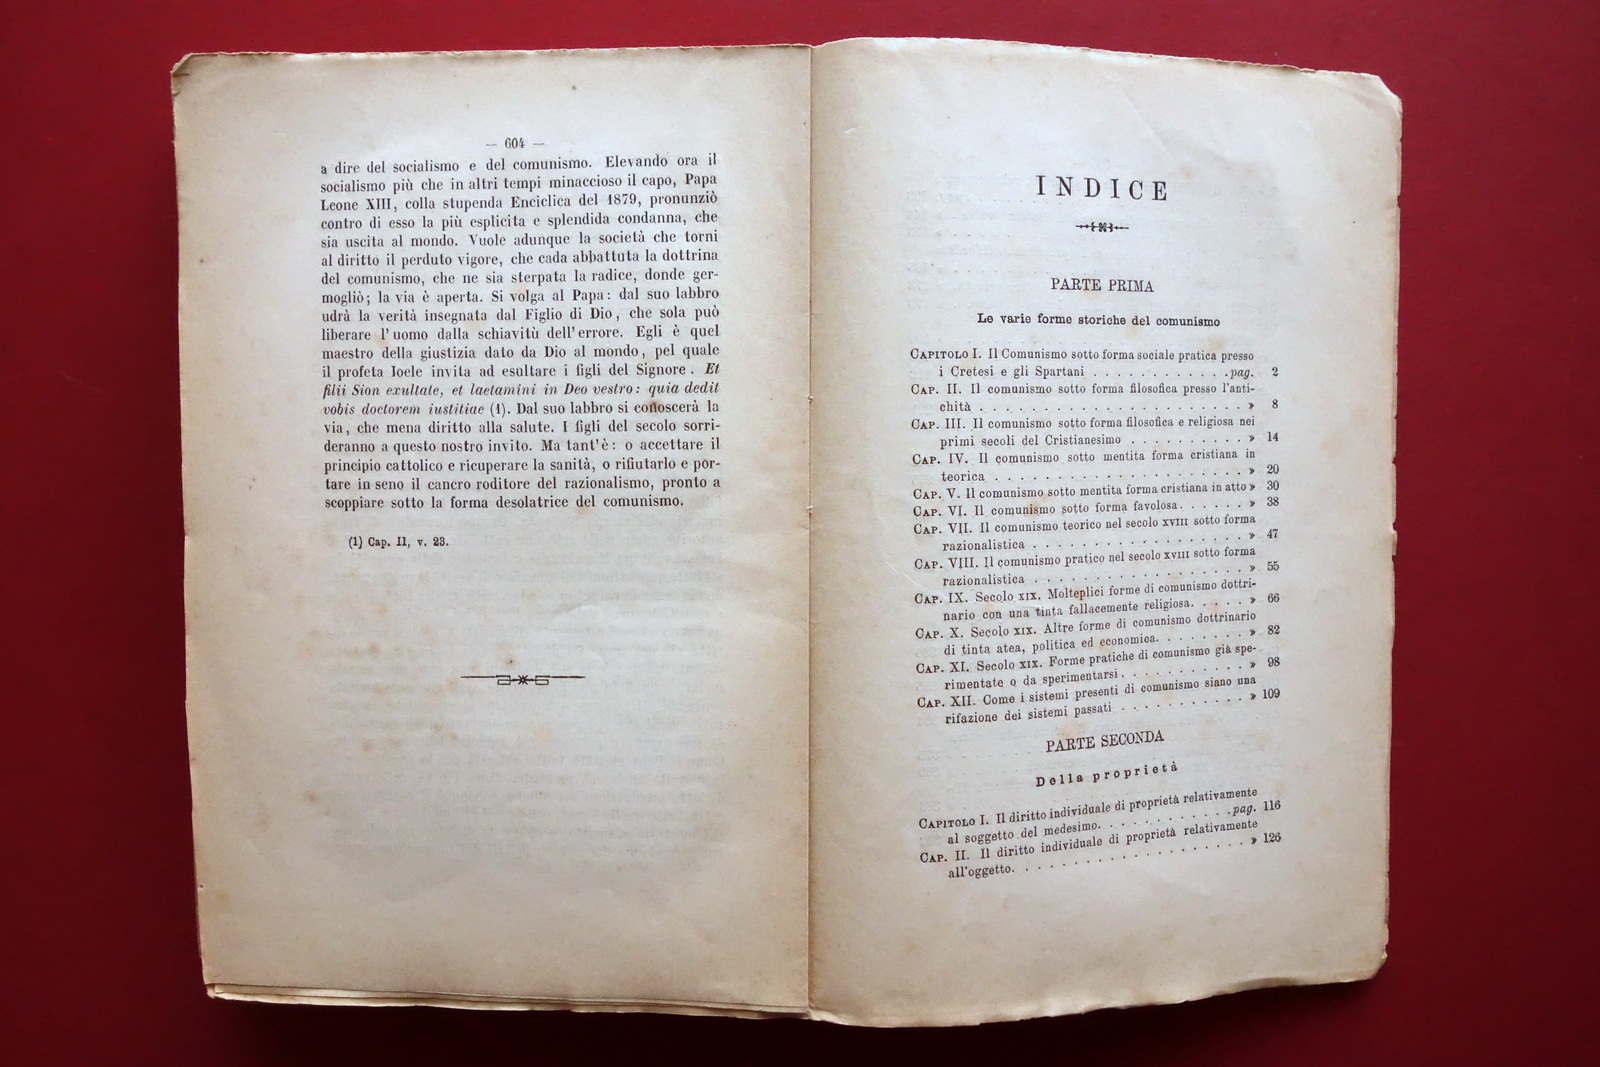 — 604 —
a dire del socialismo e del comunismo. Elevando ora il
socialismo più che in altri tempi minaccioso il capo, Papa
Leone XIII, colla stupenda Enciclica del 1879, pronunziò
contro di esso la più esplicita e splendida condanna, che
sia uscita al mondo. Vuole adunque la società che torni
al diritto il perduto vigore, che cada abbattuta la dottrina
del comunismo, che ne sia sterpata la radice, donde ger-
mogliò; la via è aperta. Si volga al Papa: dal suo labbro
udrà la verità insegnata dal Figlio di Dio, che sola può
liberare l'uomo dalla schiavitù dell'errore. Egli è quel
maestro della giustizia dato da Dio al mondo, pel quale
il profeta Ioele invita ad esultare i figli del Signore. Et
filii Sion exultate, et laetamini in Deo vestro: quia dedit
vobis doctorem iustitiae (1). Dal suo labbro si conoscerà la
via, che mena diritto alla salute. I figli del secolo sorri-
deranno a questo nostro invito. Ma tant'è: o accettare il
principio cattolico e ricuperare la sanità, o rifiutarlo e por-
tare in seno il cancro roditore del razionalismo, pronto a
scoppiare sotto la forma desolatrice del comunismo.
(1) Cap. II, v. 23.
INDICE
PARTE PRIMA
Le varie forme storiche del comunismo
CAPITOLO I. Il Comunismo sotto forma sociale pratica presso
i Cretesi e gli Spartani . . . . . . . . . . . . pag. 2
CAP. II. Il comunismo sotto forma filosofica presso l'anti-
chità . . . . . . . . . . . . . . . . . . . . » 8
CAP. III. Il comunismo sotto forma filosofica e religiosa nei
primi secoli del Cristianesimo . . . . . . . . . . » 14
CAP. IV. Il comunismo sotto mentita forma cristiana in
teorica . . . . . . . . . . . . . . . . . . . » 20
CAP. V. Il comunismo sotto mentita forma cristiana in atto » 30
CAP. VI. Il comunismo sotto forma favolosa. . . . . . . » 38
CAP. VII. Il comunismo teorico nel secolo XVIII sotto forma
razionalistica . . . . . . . . . . . . . . . . . » 47
CAP. VIII. Il comunismo pratico nel secolo XVIII sotto forma
razionalistica . . . . . . . . . . . . . . . . . » 55
CAP. IX. Secolo XIX. Molteplici forme di comunismo dottri-
nario con una tinta fallacemente religiosa. . . . . . » 66
CAP. X. Secolo XIX. Altre forme di comunismo dottrinario
di tinta atea, politica ed economica. . . . . . . . . » 82
CAP. XI. Secolo XIX. Forme pratiche di comunismo già spe-
rimentate o da sperimentarsi . . . . . . . . . . . » 98
CAP. XII. Come i sistemi presenti di comunismo siano una
rifazione dei sistemi passati . . . . . . . . . . . » 109
PARTE SECONDA
Della proprietà
CAPITOLO I. Il diritto individuale di proprietà relativamente
al soggetto del medesimo. . . . . . . . . . . . pag. 116
CAP. II. Il diritto individuale di proprietà relativamente
all'oggetto. . . . . . . . . . . . . . . . . . . » 126